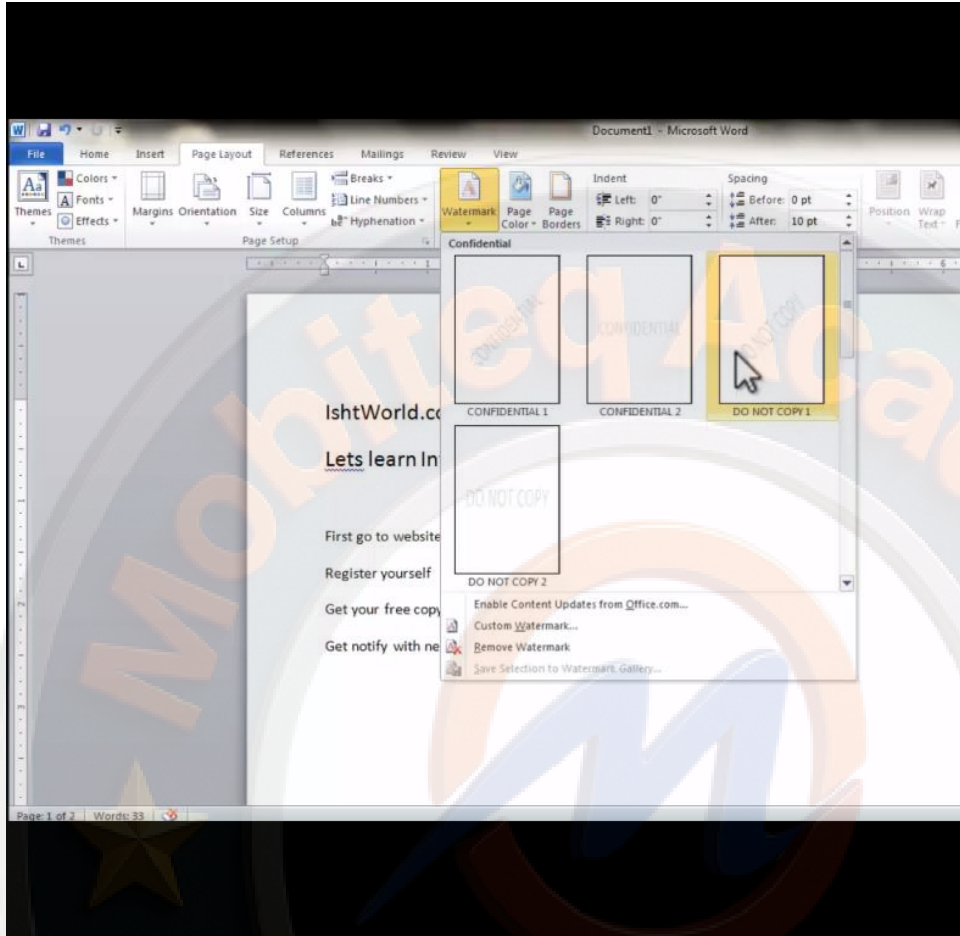 Document1 - Microsoft Word
File Home Insert Page Layout References Mailings Review View
Themes
Colors
Fonts
Effects
Themes
Margins Orientation Size Columns
Breaks
Line Numbers
Hyphenation
Page Setup
Watermark
Page Color
Page Borders
Indent
Left: 0"
Right: 0"
Spacing
Before: 0 pt
After: 10 pt
Position
Wrap Text
Confidential
CONFIDENTIAL
CONFIDENTIAL
DO NOT COPY
CONFIDENTIAL 1
CONFIDENTIAL 2
DO NOT COPY 1
DO NOT COPY
DO NOT COPY 2
Enable Content Updates from Office.com...
Custom Watermark...
Remove Watermark
Save Selection to Watermark Gallery...
IshtWorld.co
Lets learn In
First go to website
Register yourself
Get your free copy
Get notify with ne
Page: 1 of 2 Words: 33
Mobiteq Aca